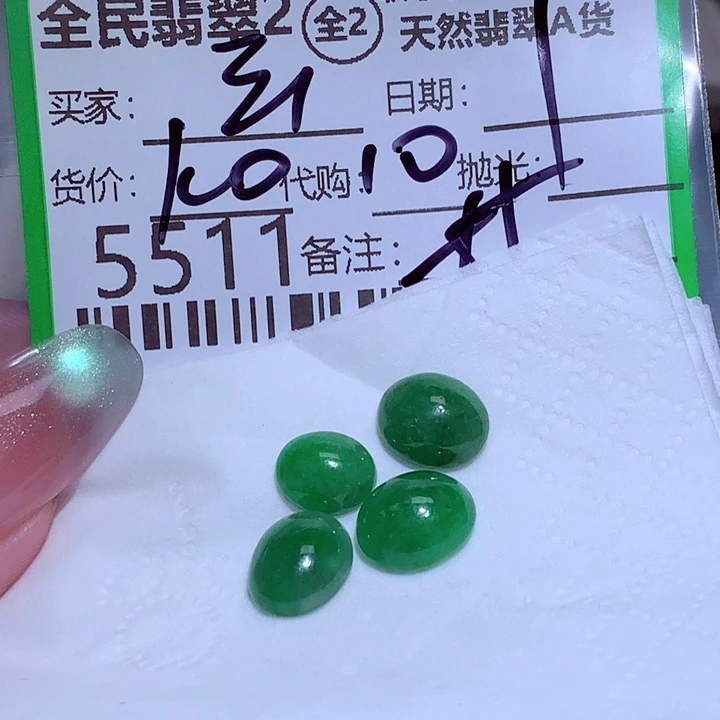 全民翡翠2 全2 天然翡翠A货
买家: 日期:
货价: 代购: 10 抛光:
5511 备注: